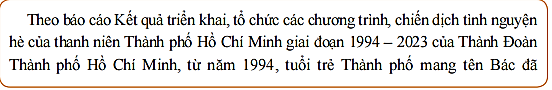 Theo báo cáo Kết quả triển khai, tổ chức các chương trình, chiến dịch tình nguyện
hè của thanh niên Thành phố Hồ Chí Minh giai đoạn 1994 – 2023 của Thành Đoàn
Thành phố Hồ Chí Minh, từ năm 1994, tuổi trẻ Thành phố mang tên Bác đã